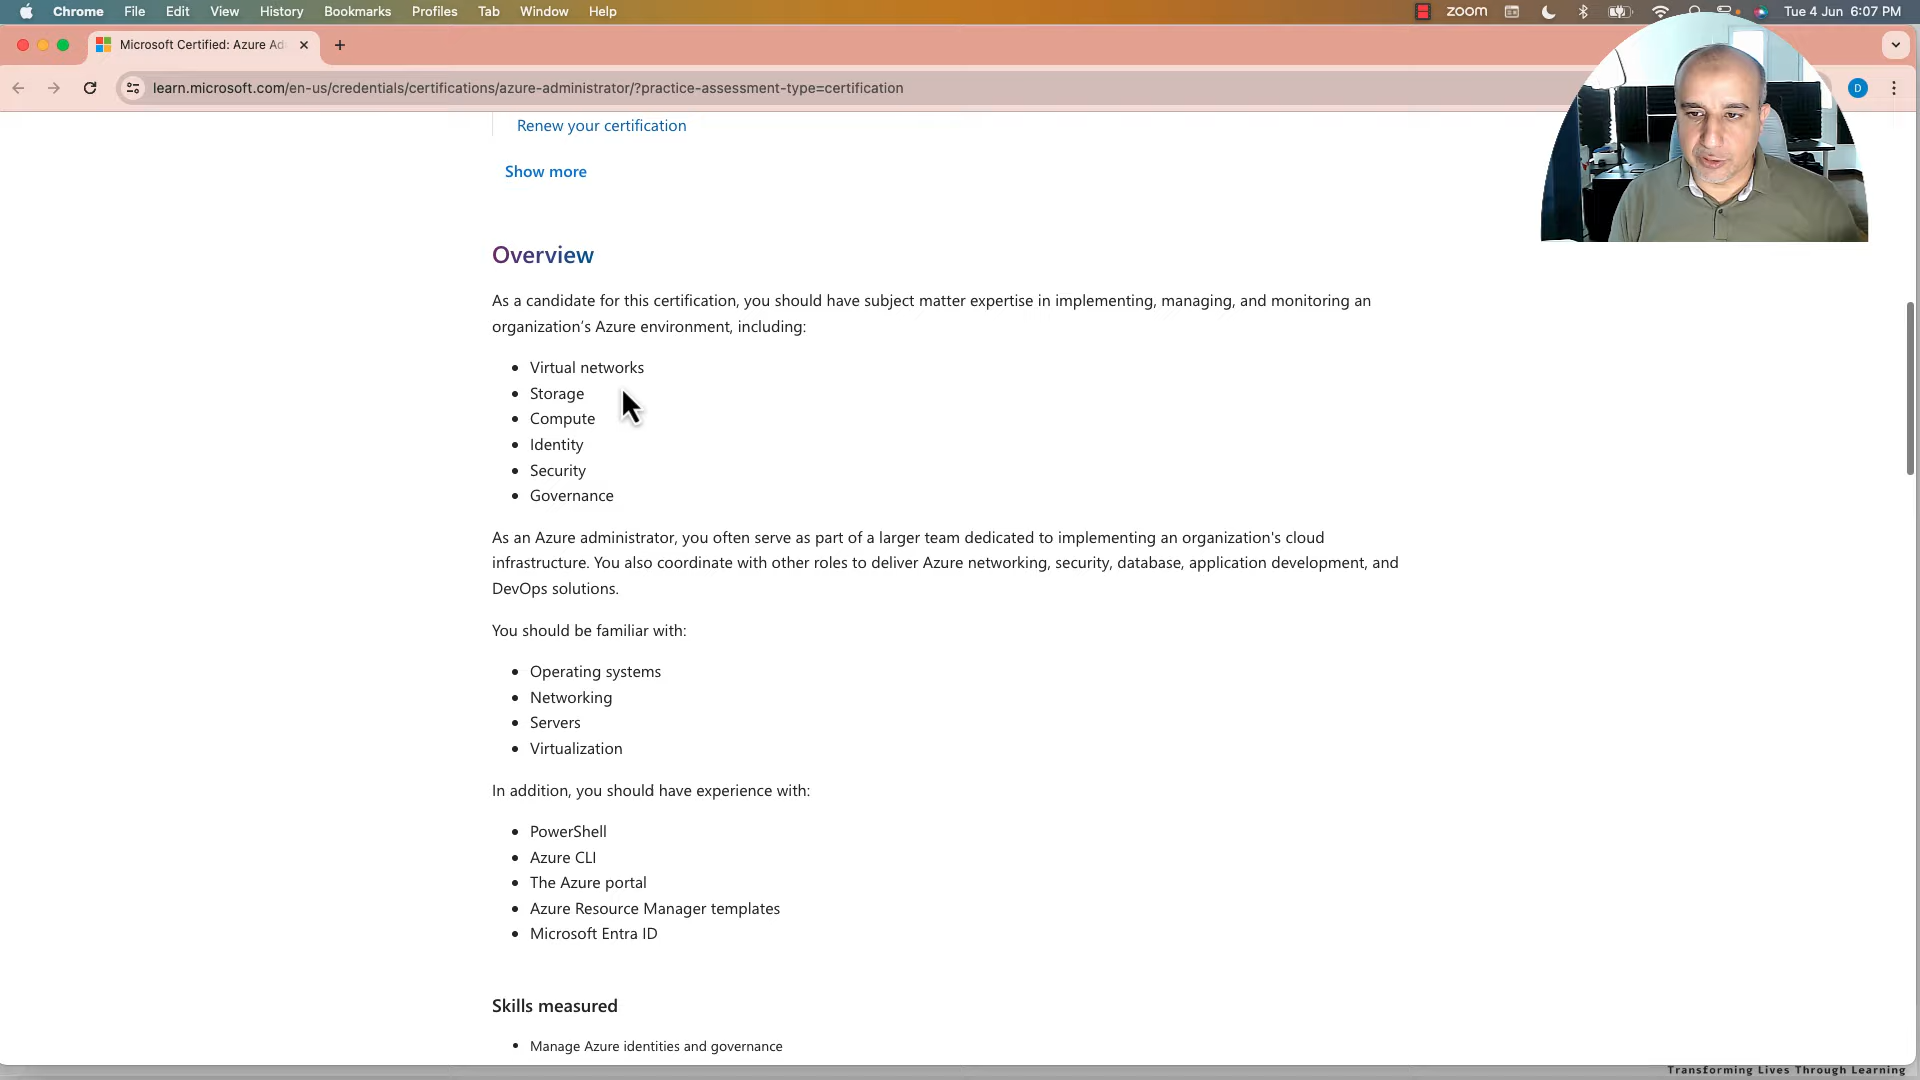 Chrome File Edit View History Bookmarks Profiles Tab Window Help zoom Tue 4 Jun 6:07 PM
Microsoft Certified: Azure Ad
learn.microsoft.com/en-us/credentials/certifications/azure-administrator/?practice-assessment-type=certification D
Renew your certification
Show more
Overview
As a candidate for this certification, you should have subject matter expertise in implementing, managing, and monitoring an
organization’s Azure environment, including:
• Virtual networks
• Storage
• Compute
• Identity
• Security
• Governance
As an Azure administrator, you often serve as part of a larger team dedicated to implementing an organization's cloud
infrastructure. You also coordinate with other roles to deliver Azure networking, security, database, application development, and
DevOps solutions.
You should be familiar with:
• Operating systems
• Networking
• Servers
• Virtualization
In addition, you should have experience with:
• PowerShell
• Azure CLI
• The Azure portal
• Azure Resource Manager templates
• Microsoft Entra ID
Skills measured
• Manage Azure identities and governance
Transforming Lives Through Learning